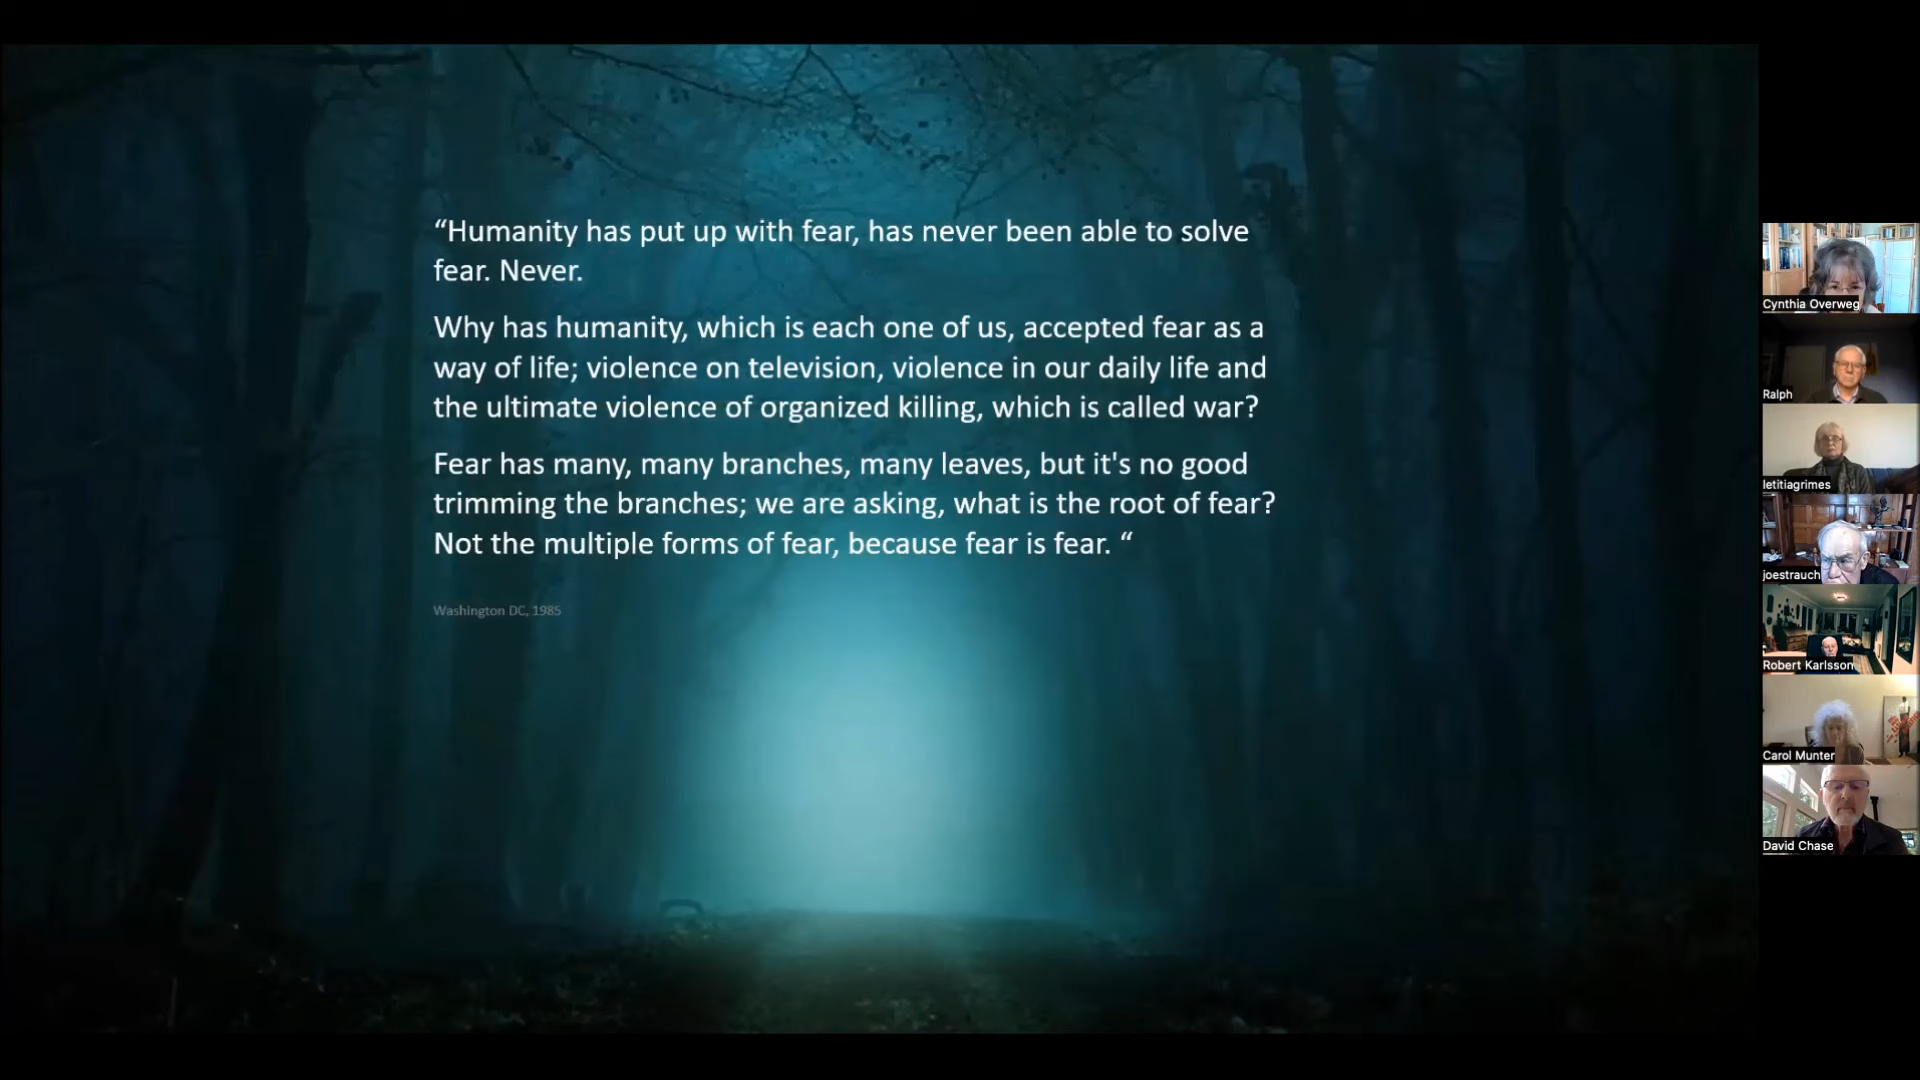 “Humanity has put up with fear, has never been able to solve
fear. Never.
Why has humanity, which is each one of us, accepted fear as a
way of life; violence on television, violence in our daily life and
the ultimate violence of organized killing, which is called war?
Fear has many, many branches, many leaves, but it's no good
trimming the branches; we are asking, what is the root of fear?
Not the multiple forms of fear, because fear is fear. “
Washington DC, 1985
Cynthia Overweg
Ralph
letitiagrimes
joestrauch
Robert Karlsson
Carol Munter
David Chase